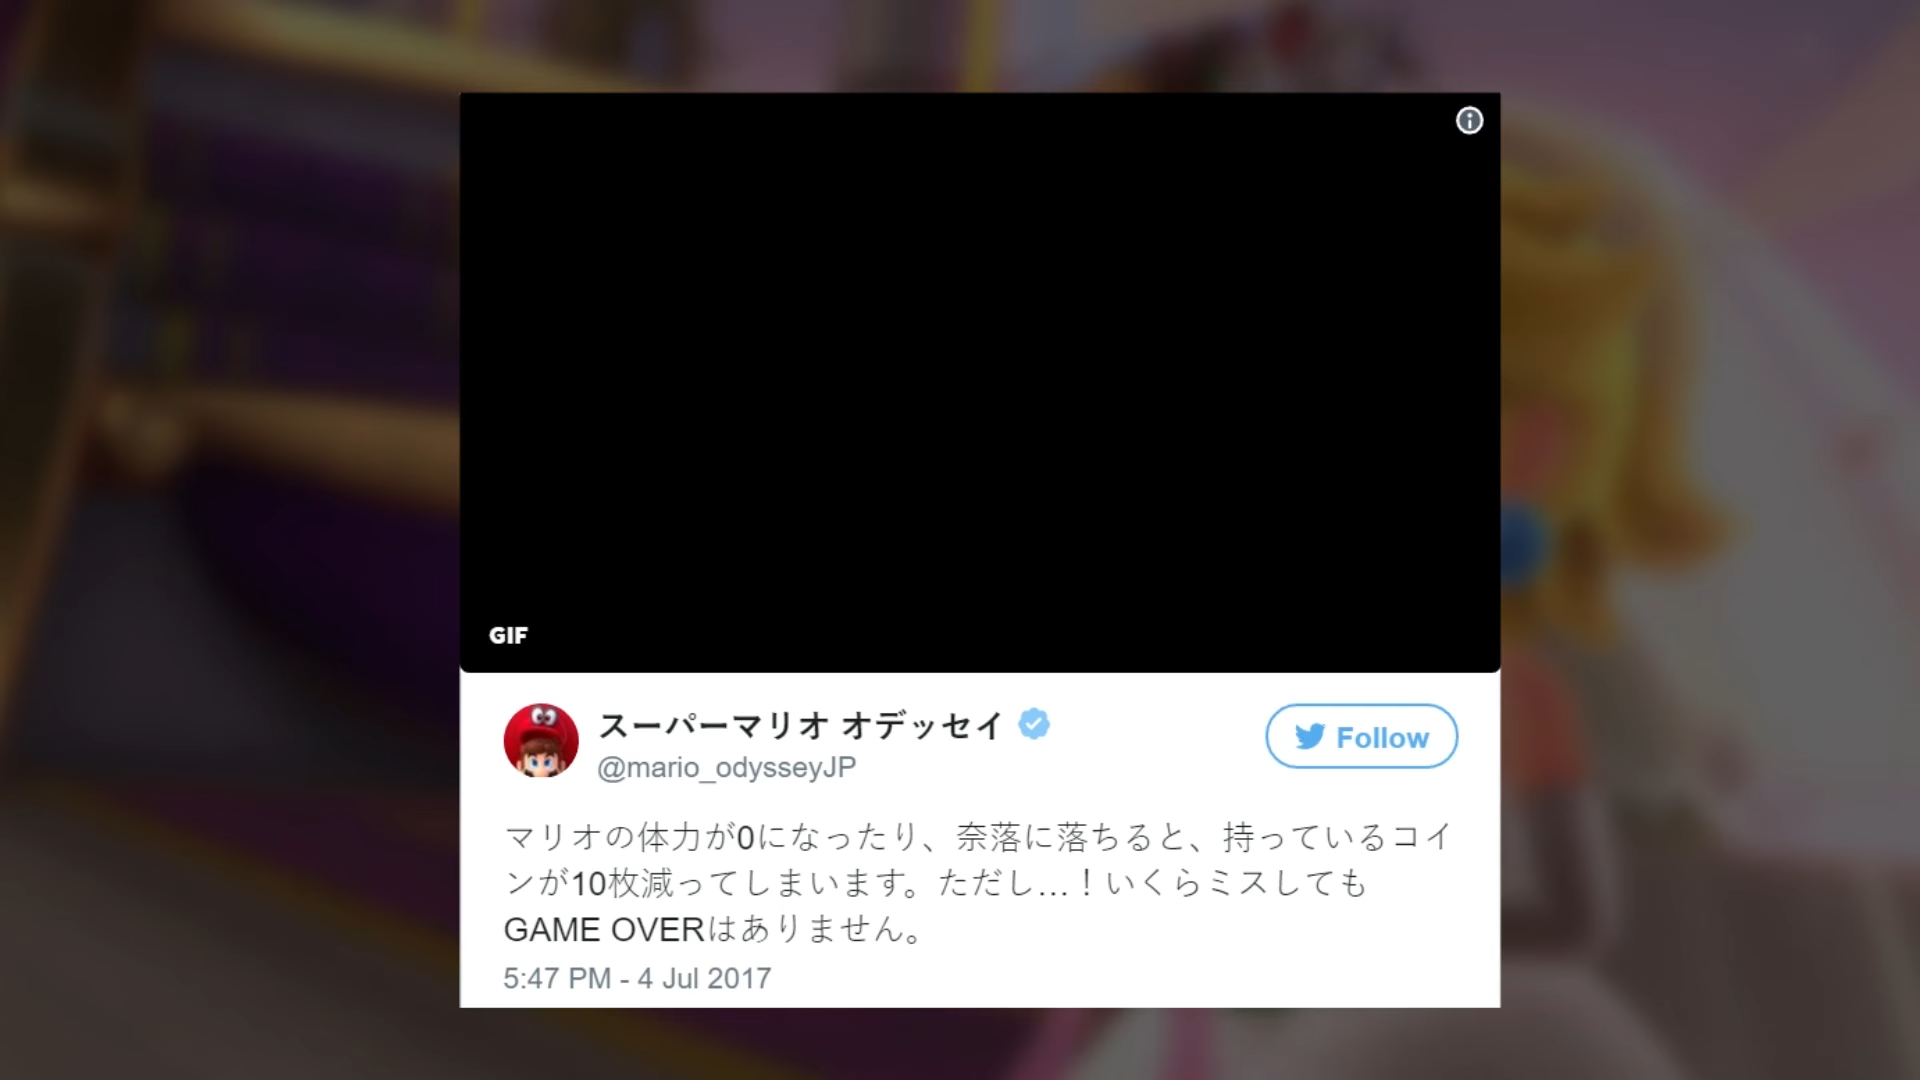 GIF
スーパーマリオ オデッセイ
@mario_odysseyJP
Follow
マリオの体力が0になったり、奈落に落ちると、持っているコイ
ンが10枚減ってしまいます。ただし...！いくらミスしても
GAME OVERはありません。
5:47 PM - 4 Jul 2017